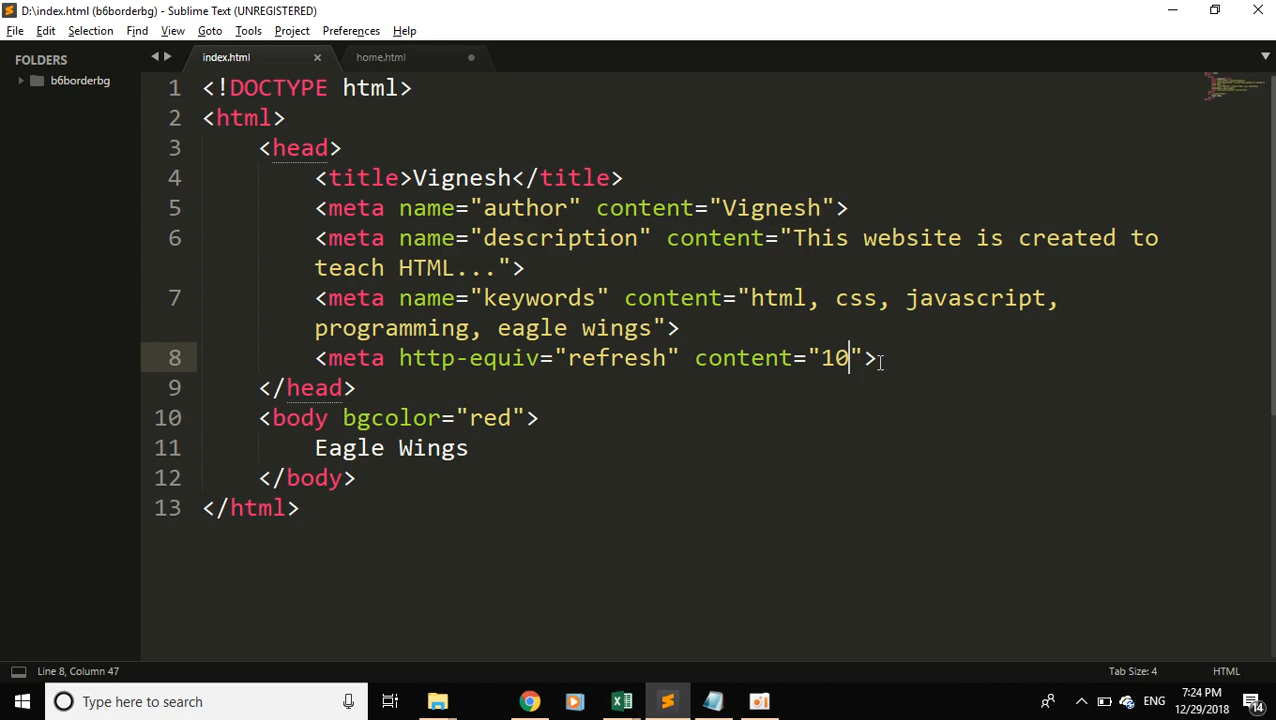 D:\index.html (b6borderbg) - Sublime Text (UNREGISTERED)
File Edit Selection Find View Goto Tools Project Preferences Help
FOLDERS
b6borderbg
index.html × home.html
1 <!DOCTYPE html>
2 <html>
3 <head>
4 <title>Vignesh</title>
5 <meta name="author" content="Vignesh">
6 <meta name="description" content="This website is created to
teach HTML...">
7 <meta name="keywords" content="html, css, javascript,
programming, eagle wings">
8 <meta http-equiv="refresh" content="10">
9 </head>
10 <body bgcolor="red">
11 Eagle Wings
12 </body>
13 </html>
Line 8, Column 47 Tab Size: 4 HTML
Type here to search
ENG
7:24 PM
12/29/2018
14